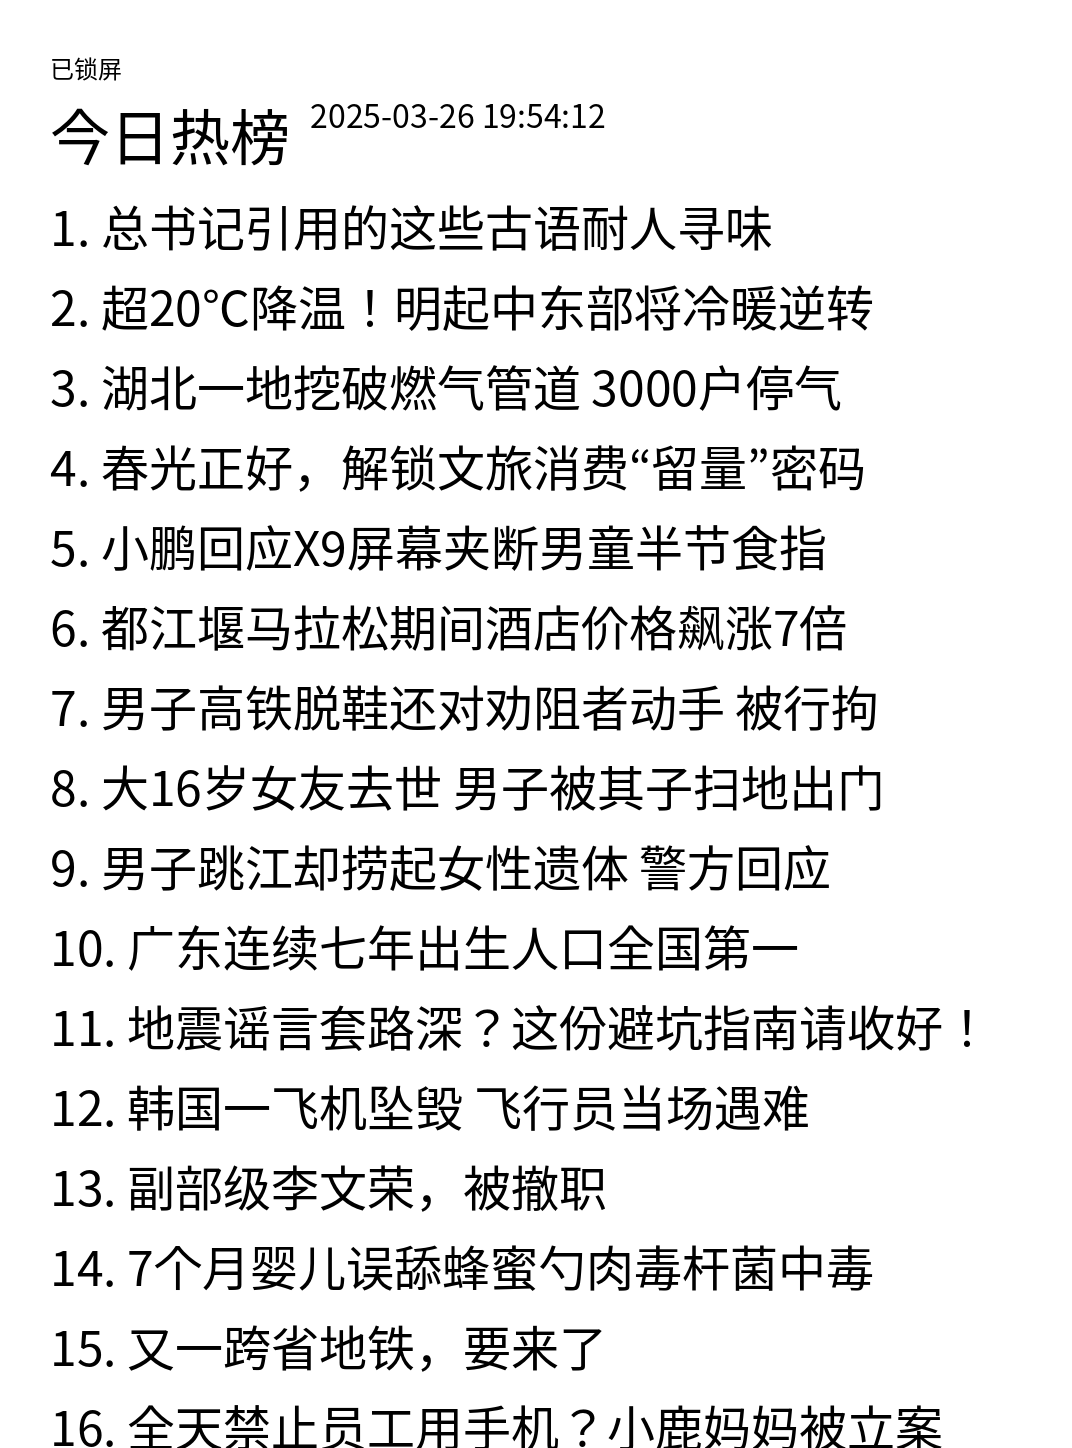 已锁屏
今日热榜 2025-03-26 19:54:12
1. 总书记引用的这些古语耐人寻味
2. 超20℃降温！明起中东部将冷暖逆转
3. 湖北一地挖破燃气管道 3000户停气
4. 春光正好，解锁文旅消费“留量”密码
5. 小鹏回应X9屏幕夹断男童半节食指
6. 都江堰马拉松期间酒店价格飙涨7倍
7. 男子高铁脱鞋还对劝阻者动手 被行拘
8. 大16岁女友去世 男子被其子扫地出门
9. 男子跳江却捞起女性遗体 警方回应
10. 广东连续七年出生人口全国第一
11. 地震谣言套路深？这份避坑指南请收好！
12. 韩国一飞机坠毁 飞行员当场遇难
13. 副部级李文荣，被撤职
14. 7个月婴儿误舔蜂蜜勺肉毒杆菌中毒
15. 又一跨省地铁，要来了
16. 全天禁止员工用手机？小鹿妈妈被立案